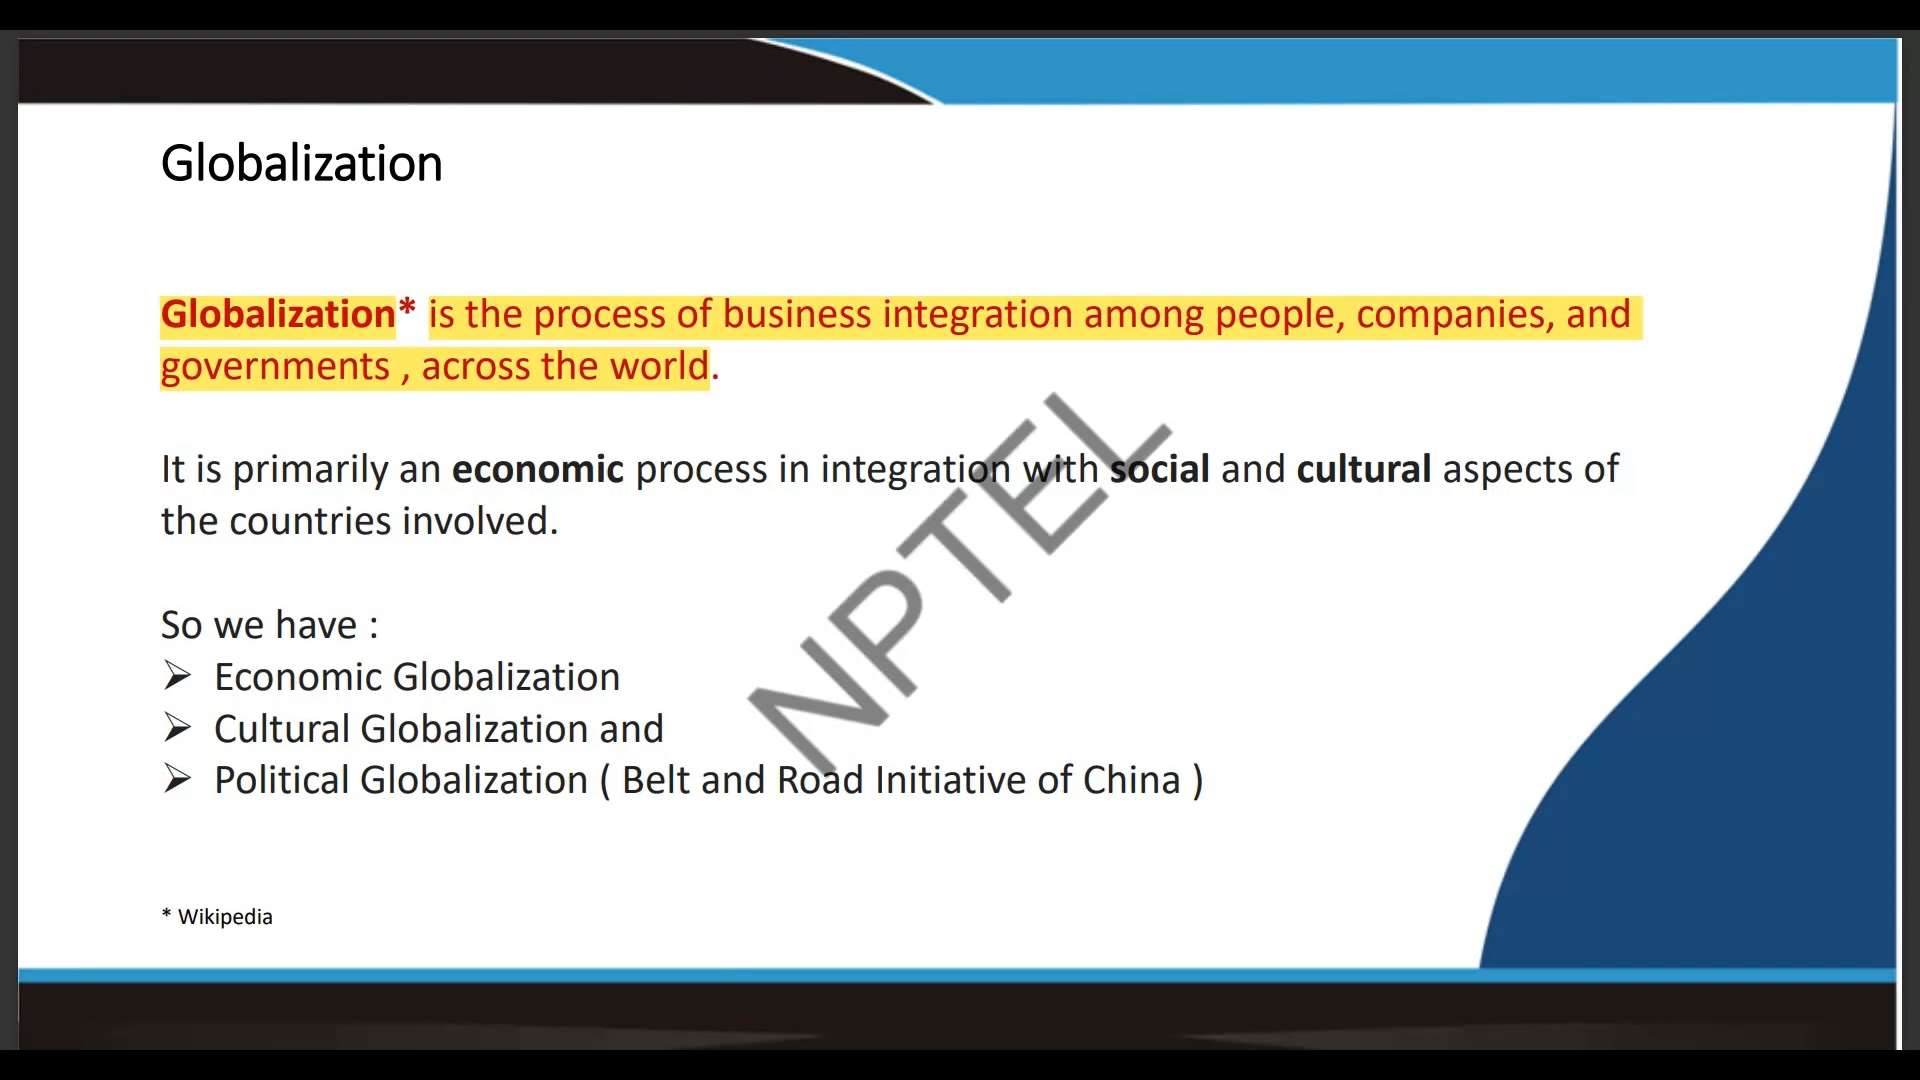 Globalization
Globalization* is the process of business integration among people, companies, and
governments , across the world.
It is primarily an economic process in integration with social and cultural aspects of
the countries involved.
So we have :
➢ Economic Globalization
➢ Cultural Globalization and
➢ Political Globalization ( Belt and Road Initiative of China )
NPTEL
* Wikipedia